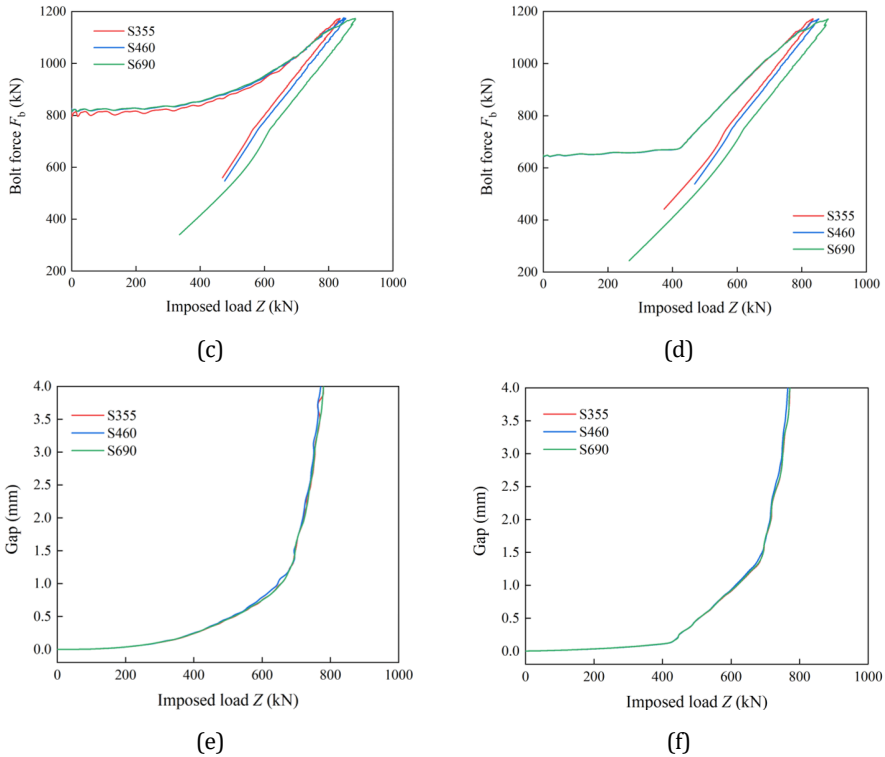 1200
1000
800
600
400
200
Bolt force Fb (kN)
S355
S460
S690
0 200 400 600 800 1000
Imposed load Z (kN)
(c)
1200
1000
800
600
400
200
Bolt force Fb (kN)
S355
S460
S690
0 200 400 600 800 1000
Imposed load Z (kN)
(d)
4.0
3.5
3.0
2.5
2.0
1.5
1.0
0.5
0.0
Gap (mm)
S355
S460
S690
0 200 400 600 800 1000
Imposed load Z (kN)
(e)
4.0
3.5
3.0
2.5
2.0
1.5
1.0
0.5
0.0
Gap (mm)
S355
S460
S690
0 200 400 600 800 1000
Imposed load Z (kN)
(f)